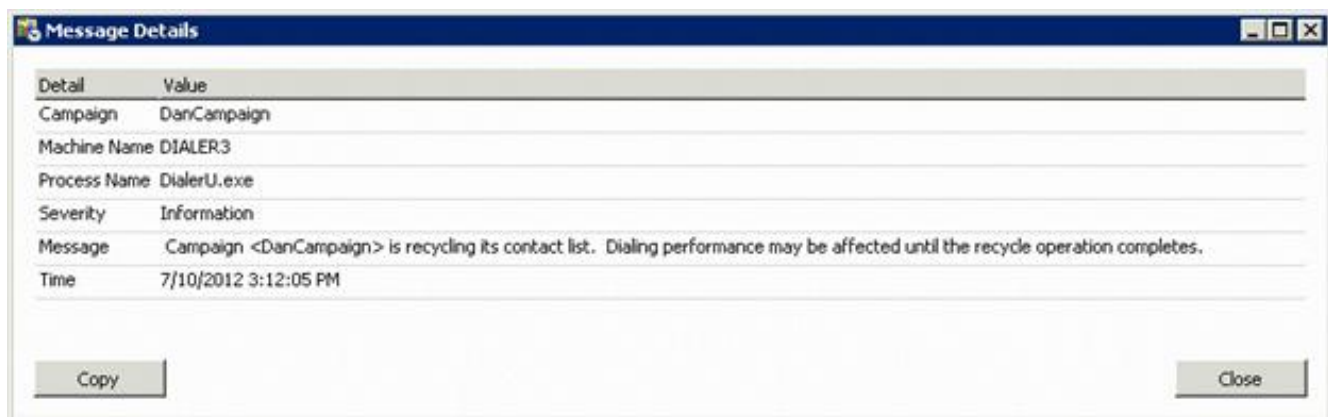 Message Details
Detail Value
Campaign DanCampaign
Machine Name DIALER3
Process Name DialerU.exe
Severity Information
Message Campaign <DanCampaign> is recycling its contact list. Dialing performance may be affected until the recycle operation completes.
Time 7/10/2012 3:12:05 PM
Copy Close